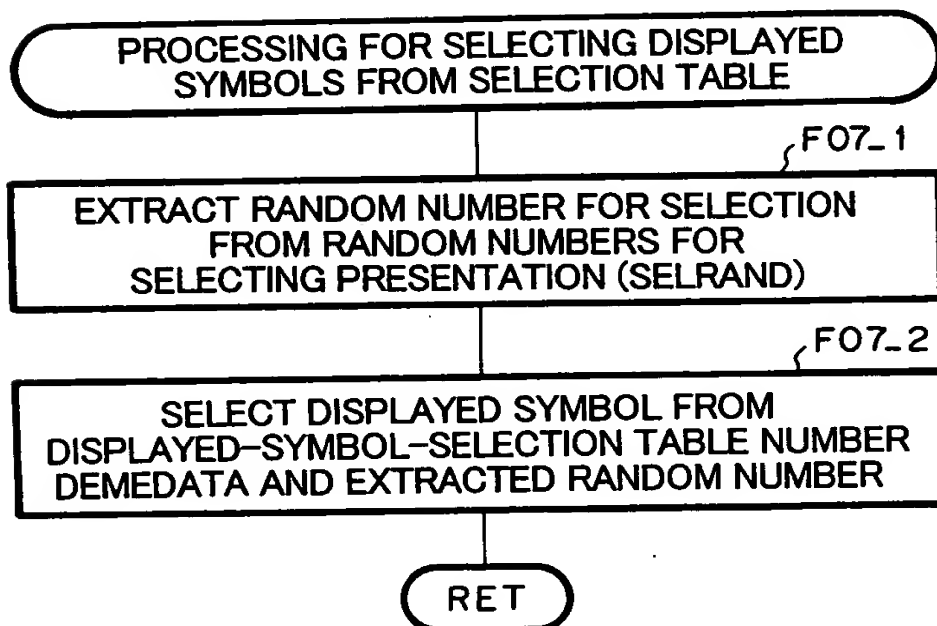 PROCESSING FOR SELECTING DISPLAYED
SYMBOLS FROM SELECTION TABLE
F07_1
EXTRACT RANDOM NUMBER FOR SELECTION
FROM RANDOM NUMBERS FOR
SELECTING PRESENTATION (SELRAND)
F07_2
SELECT DISPLAYED SYMBOL FROM
DISPLAYED-SYMBOL-SELECTION TABLE NUMBER
DEMEDATA AND EXTRACTED RANDOM NUMBER
RET